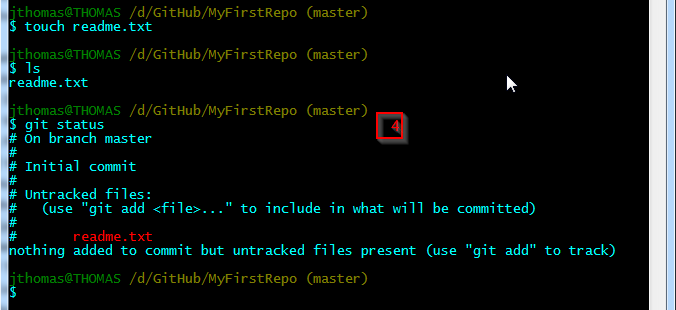 jthomas@THOMAS /d/GitHub/MyFirstRepo (master)
$ touch readme.txt
jthomas@THOMAS /d/GitHub/MyFirstRepo (master)
$ ls
readme.txt
jthomas@THOMAS /d/GitHub/MyFirstRepo (master)
$ git status
4
# On branch master
#
# Initial commit
#
# Untracked files:
#   (use "git add <file>..." to include in what will be committed)
#
#       readme.txt
nothing added to commit but untracked files present (use "git add" to track)
jthomas@THOMAS /d/GitHub/MyFirstRepo (master)
$